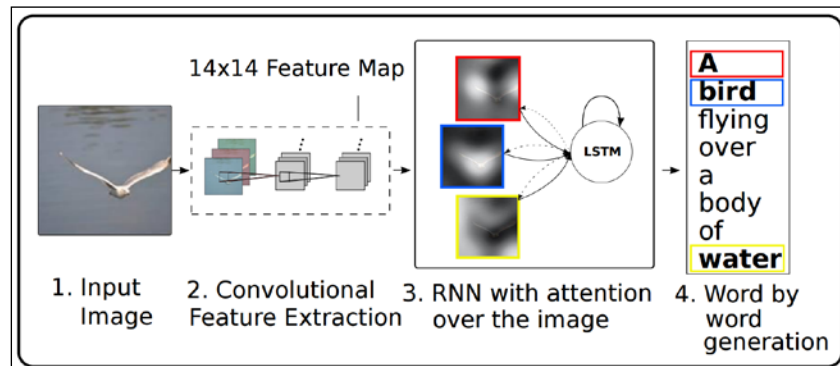 14x14 Feature Map
LSTM
A
bird
flying
over
a
body
of
water
1. Input
Image
2. Convolutional
Feature Extraction
3. RNN with attention
over the image
4. Word by
word
generation